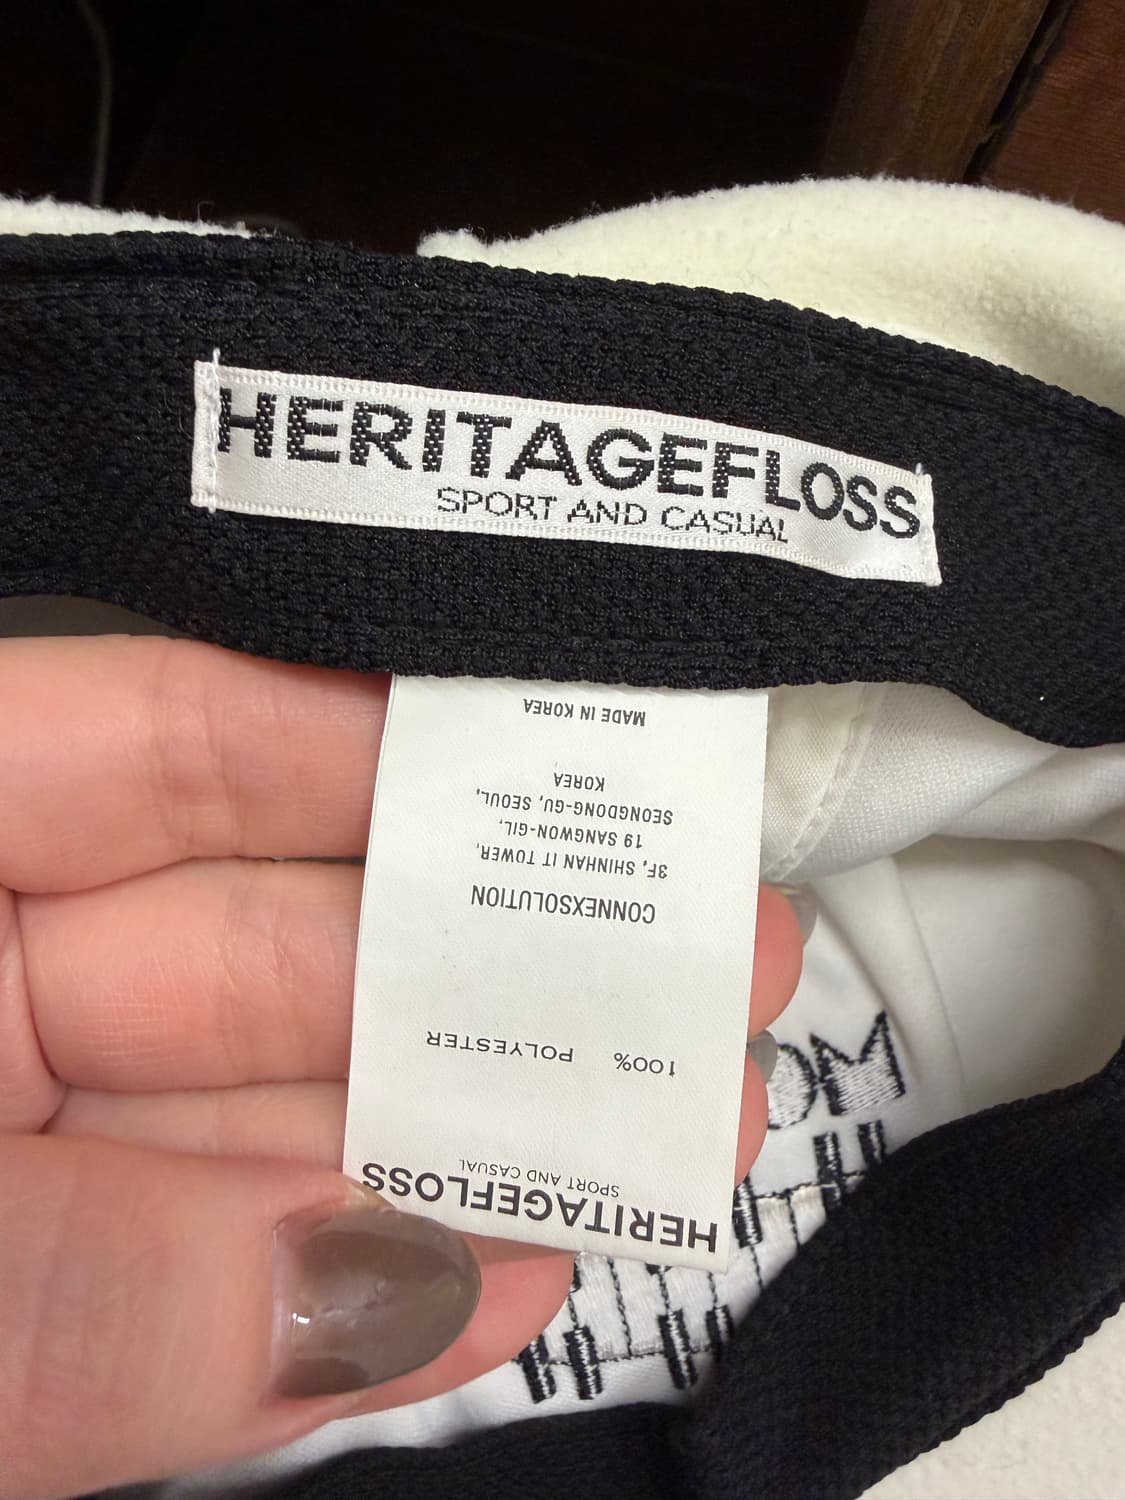 HERITAGEFLOSS
SPORT AND CASUAL
HERITAGEFLOSS
SPORT AND CASUAL
100% POLYESTER
CONNEXSOLUTION
3F, SHINHAN IT TOWER,
19 SANGWON-GIL,
SEONGDONG-GU, SEOUL,
KOREA
MADE IN KOREA